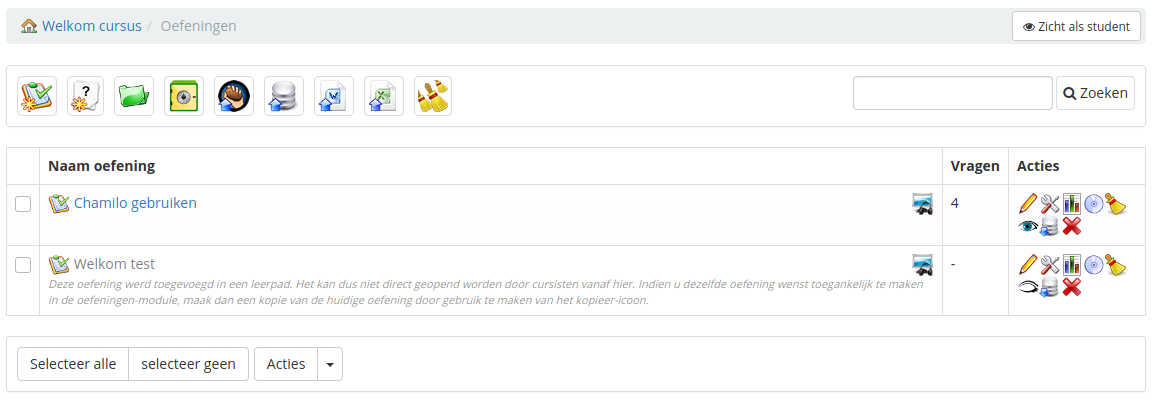 Welkom cursus / Oefeningen
Zicht als student
?
W
X
Zoeken
Naam oefening Vragen Acties
Chamilo gebruiken 4
Welkom test -
Deze oefening werd toegevoegd in een leerpad. Het kan dus niet direct geopend worden door cursisten vanaf hier. Indien u dezelfde oefening wenst toegankelijk te maken
in de oefeningen-module, maak dan een kopie van de huidige oefening door gebruik te maken van het kopieer-icoon.
Selecteer alle selecteer geen Acties